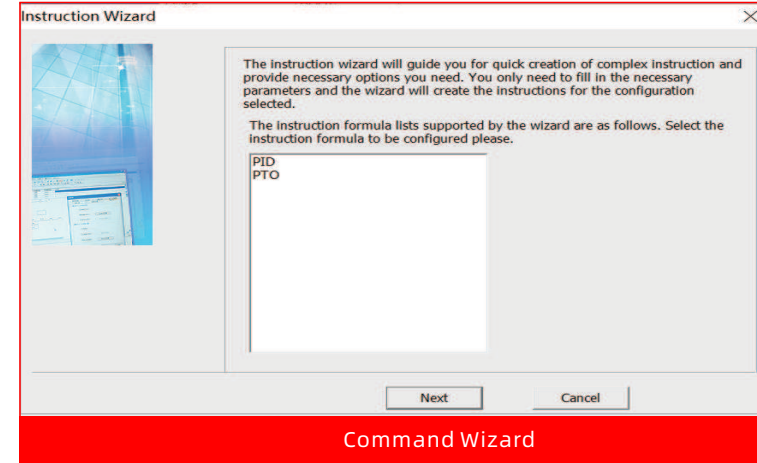 Instruction Wizard
The instruction wizard will guide you for quick creation of complex instruction and
provide necessary options you need. You only need to fill in the necessary
parameters and the wizard will create the instructions for the configuration
selected.
The instruction formula lists supported by the wizard are as follows. Select the
instruction formula to be configured please.
PID
PTO
Next
Cancel
Command Wizard